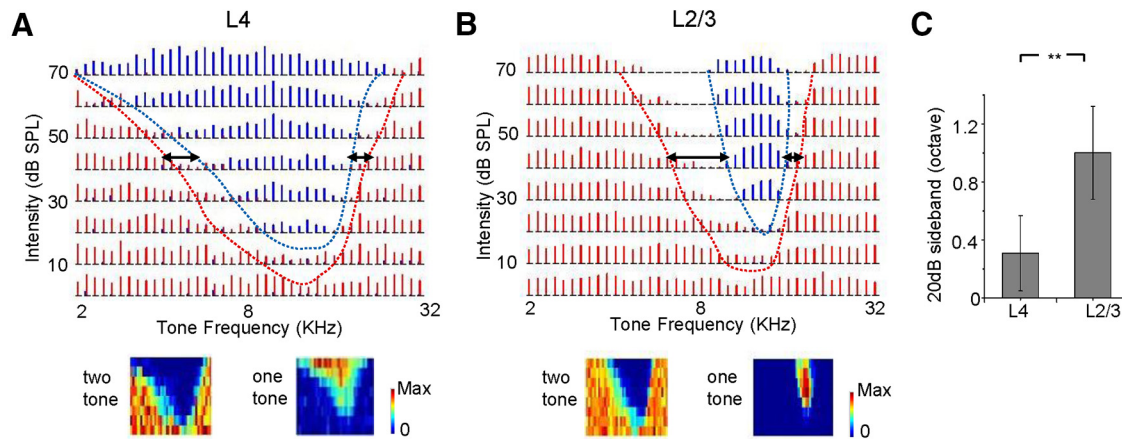 A
L4
Intensity (dB SPL)
70
50
30
10
2
8
32
Tone Frequency (KHz)
two
tone
one
tone
Max
0
B
L2/3
Intensity (dB SPL)
70
50
30
10
2
8
32
Tone Frequency (KHz)
two
tone
one
tone
Max
0
C
**
20dB sideband (octave)
1.2
0.8
0.4
0
L4
L2/3